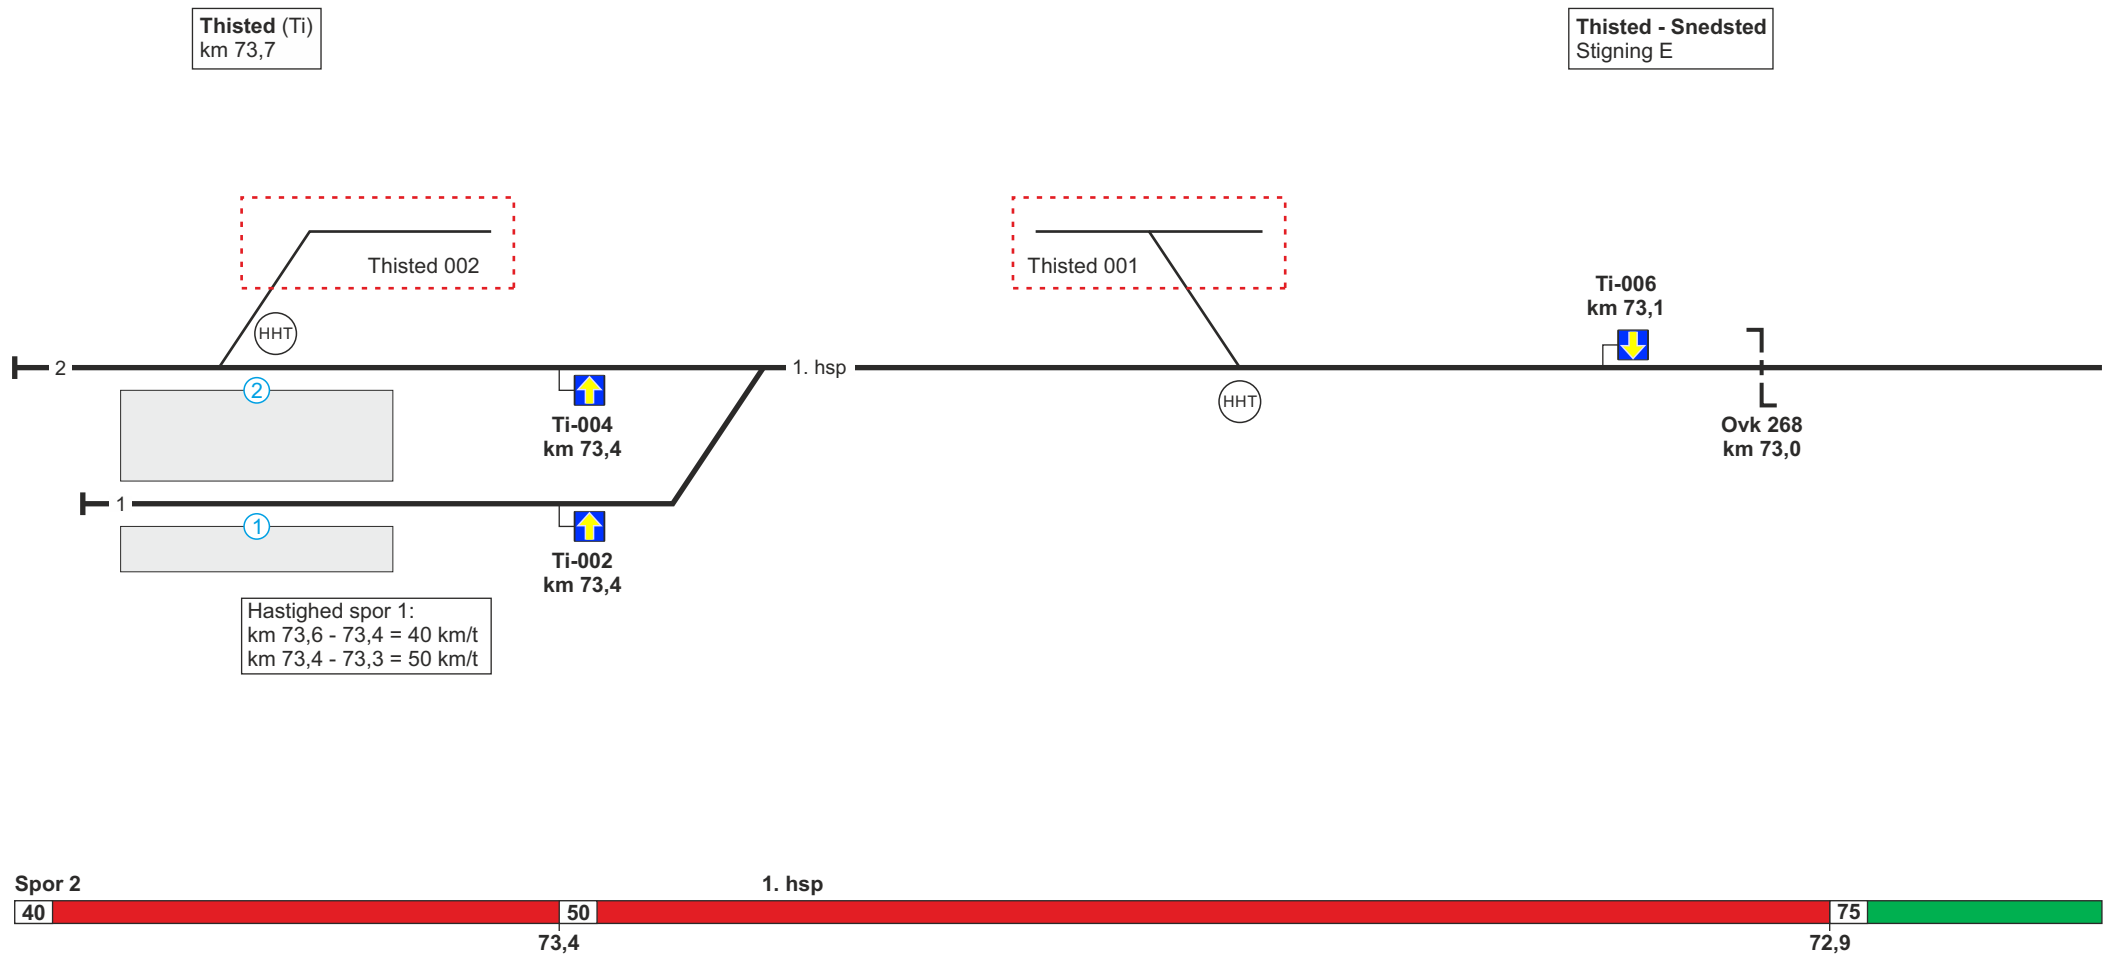 Thisted (Ti)
km 73,7
Thisted - Snedsted
Stigning E
Thisted 002
Thisted 001
HHT
Ti-006
km 73,1
2
1. hsp
2
HHT
Ti-004
km 73,4
Ovk 268
km 73,0
1
1
Ti-002
km 73,4
Hastighed spor 1:
km 73,6 - 73,4 = 40 km/t
km 73,4 - 73,3 = 50 km/t
Spor 2
1. hsp
40
50
75
73,4
72,9